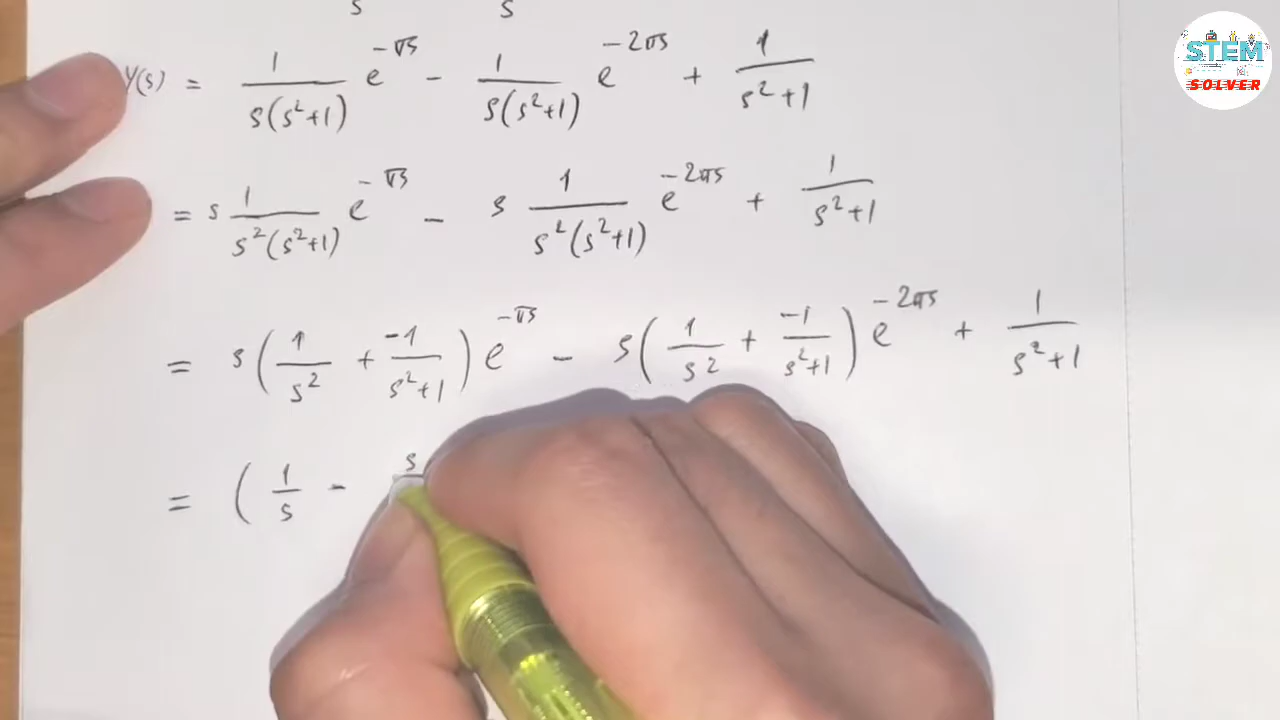 s s
Y(s) = 1/(s(s²+1)) e^(-πs) - 1/(s(s²+1)) e^(-2πs) + 1/(s²+1)
= s 1/(s²(s²+1)) e^(-πs) - s 1/(s²(s²+1)) e^(-2πs) + 1/(s²+1)
= s(1/s² + -1/(s²+1)) e^(-πs) - s(1/s² + -1/(s²+1)) e^(-2πs) + 1/(s²+1)
= (1/s - s
STEM
SOLVER